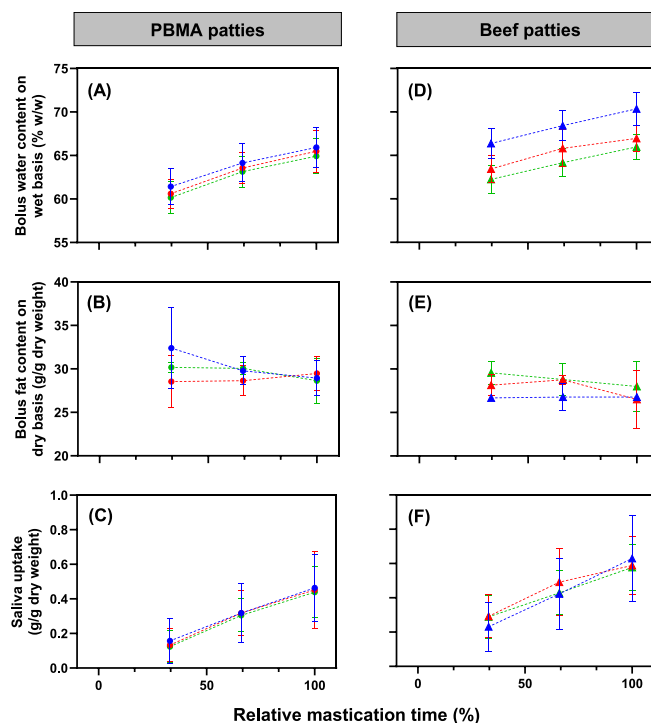 PBMA patties
Beef patties
Bolus water content on
wet basis (% w/w)
75
70
65
60
55
(A)
(D)
Bolus fat content on
dry basis (g/g dry weight)
40
35
30
25
20
(B)
(E)
Saliva uptake
(g/g dry weight)
1.0
0.8
0.6
0.4
0.2
0.0
(C)
(F)
0
50
100
0
50
100
Relative mastication time (%)